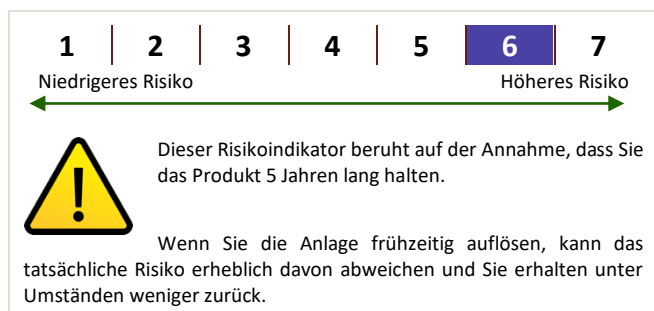 1 2 3 4 5 6 7
Niedrigeres Risiko Höheres Risiko
Dieser Risikoindikator beruht auf der Annahme, dass Sie
das Produkt 5 Jahren lang halten.
Wenn Sie die Anlage frühzeitig auflösen, kann das
tatsächliche Risiko erheblich davon abweichen und Sie erhalten unter
Umständen weniger zurück.